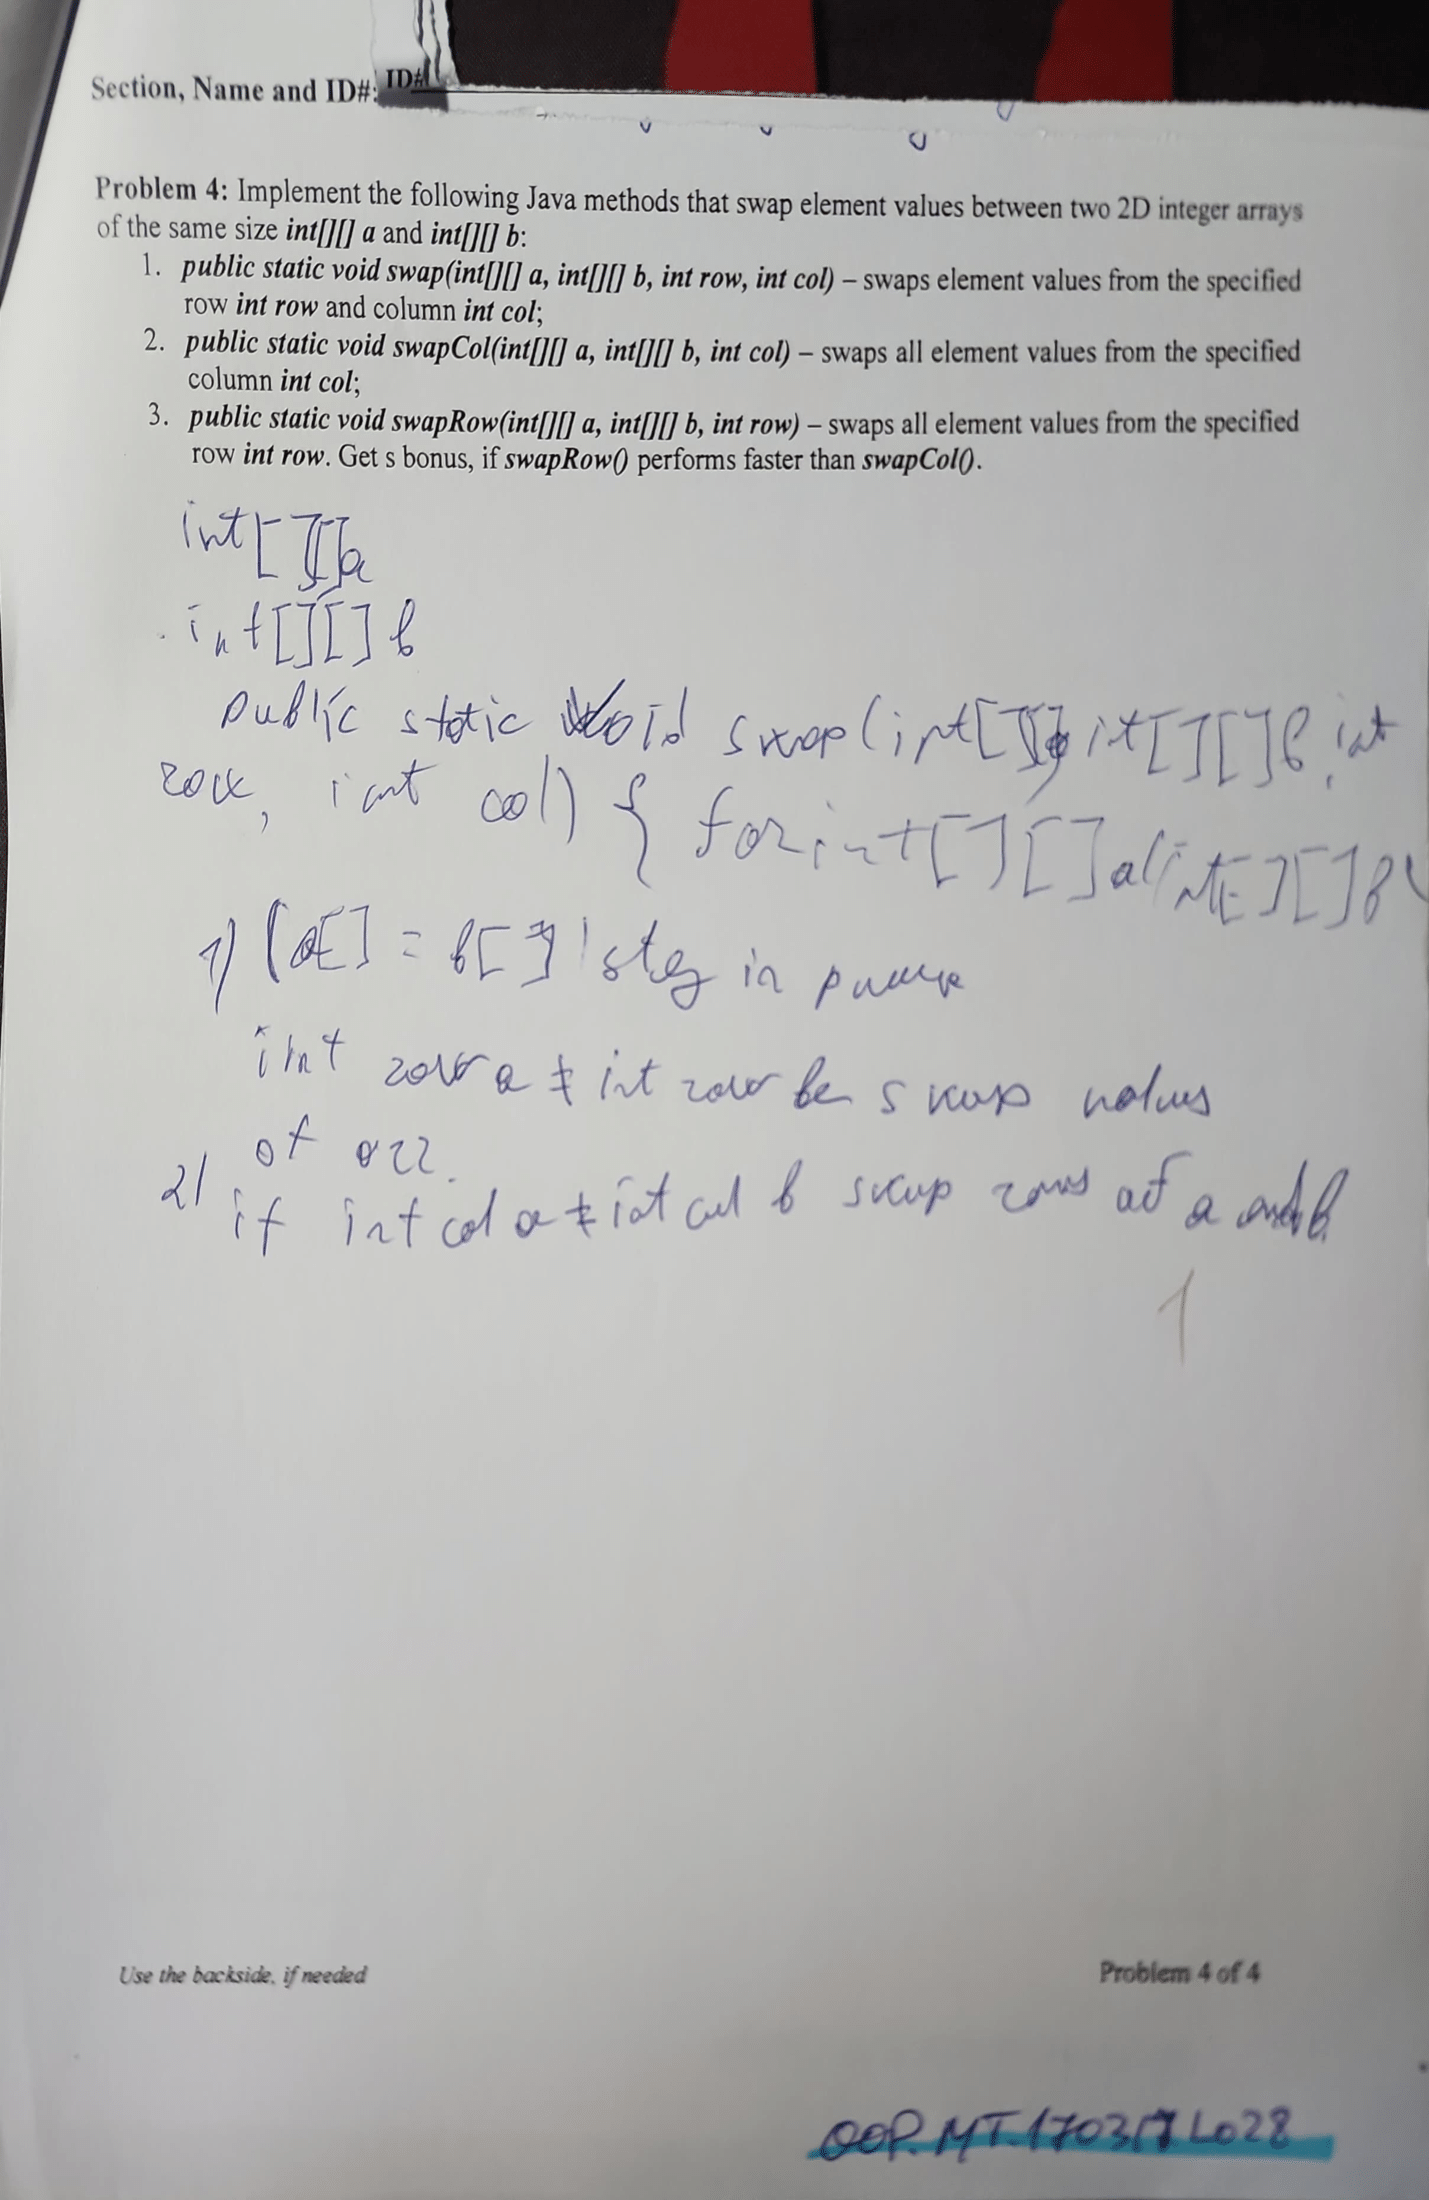 Section, Name and ID#: ID#
Problem 4: Implement the following Java methods that swap element values between two 2D integer arrays
of the same size int[][] a and int[][] b:
1. public static void swap(int[][] a, int[][] b, int row, int col) – swaps element values from the specified
row int row and column int col;
2. public static void swapCol(int[][] a, int[][] b, int col) – swaps all element values from the specified
column int col;
3. public static void swapRow(int[][] a, int[][] b, int row) – swaps all element values from the specified
row int row. Get s bonus, if swapRow() performs faster than swapCol().
int[][]a
int[][] b
public static void swap(int[][]a, it[][]b, int
row, int col) { for int[][]a(int[][]b
1) (a[] = b[] in
int row a ≠ int row be swap values
of arr.
2) if int col a ≠ int col b swap rows of a and b.
1
Use the backside, if needed
Problem 4 of 4
OOP.MT.170317.L028